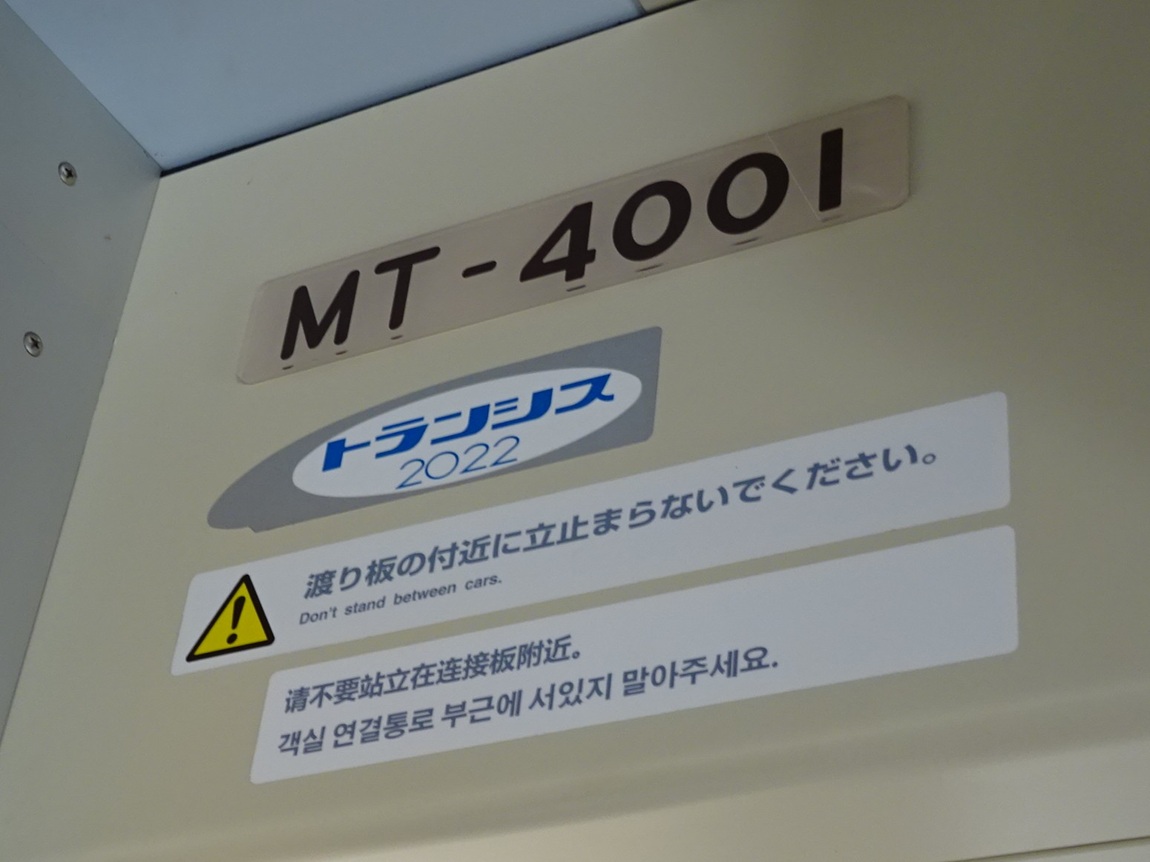 MT-4001
トランシス
2022
渡り板の付近に立止まらないでください。
Don't stand between cars.
请不要站立在连接板附近。
객실 연결통로 부근에 서있지 말아주세요.